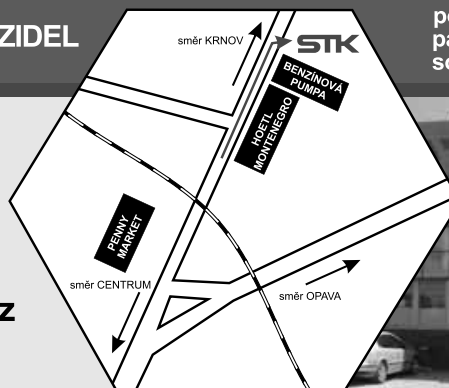 ZIDEL
směr KRNOV
STK
BENZÍNOVÁ
PUMPA
HOETL
MONTENEGRO
PENNY
MARKET
směr CENTRUM
směr OPAVA
z